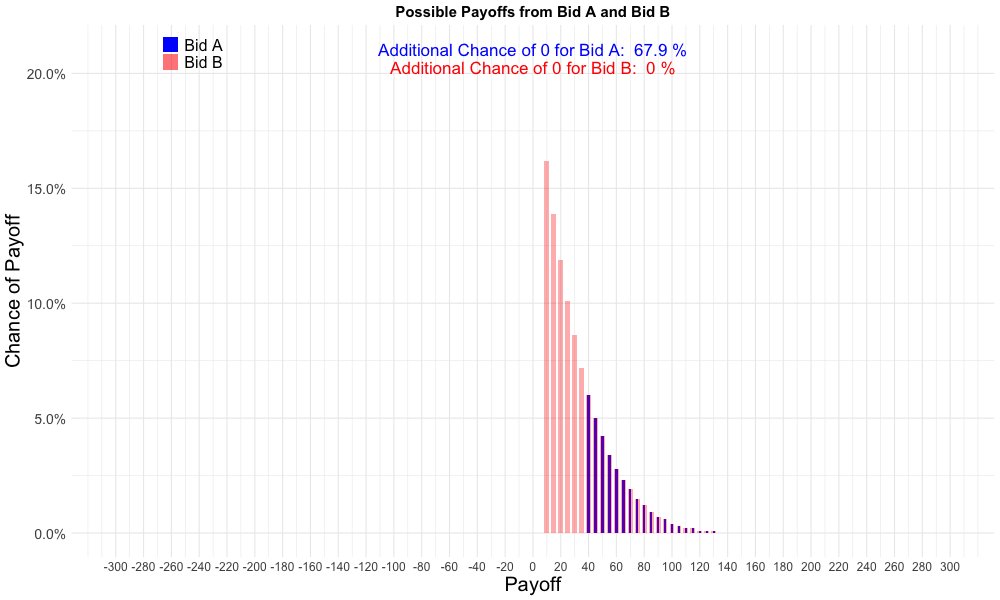 Possible Payoffs from Bid A and Bid B
Bid A
Bid B
Additional Chance of 0 for Bid A: 67.9 %
Additional Chance of 0 for Bid B: 0 %
Chance of Payoff
20.0%
15.0%
10.0%
5.0%
0.0%
-300 -280 -260 -240 -220 -200 -180 -160 -140 -120 -100 -80 -60 -40 -20 0 20 40 60 80 100 120 140 160 180 200 220 240 260 280 300
Payoff